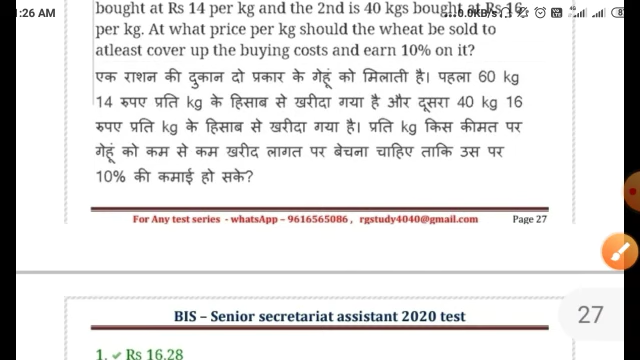 :26 AM
...0.0KB/s
bought at Rs 14 per kg and the 2nd is 40 kgs bought at Rs 16
per kg. At what price per kg should the wheat be sold to
atleast cover up the buying costs and earn 10% on it?
एक राशन की दुकान दो प्रकार के गेहूं को मिलाती है। पहला 60 kg
14 रुपए प्रति kg के हिसाब से खरीदा गया है और दूसरा 40 kg 16
रुपए प्रति kg के हिसाब से खरीदा गया है। प्रति kg किस कीमत पर
गेहूं को कम से कम खरीद लागत पर बेचना चाहिए ताकि उस पर
10% की कमाई हो सके?
For Any test series - whatsApp - 9616565086 , rgstudy4040@gmail.com Page 27
27
BIS – Senior secretariat assistant 2020 test
1. ✓ Rs 16.28